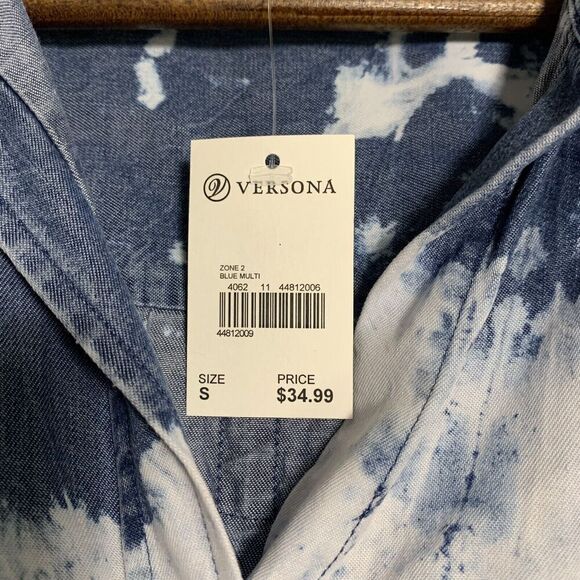 VERSONA
ZONE 2
BLUE MULTI
4062 11 44812006
44812009
SIZE PRICE
S $34.99